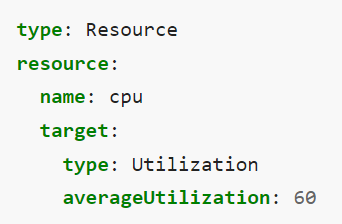 type: Resource
resource:
  name: cpu
  target:
    type: Utilization
    averageUtilization: 60